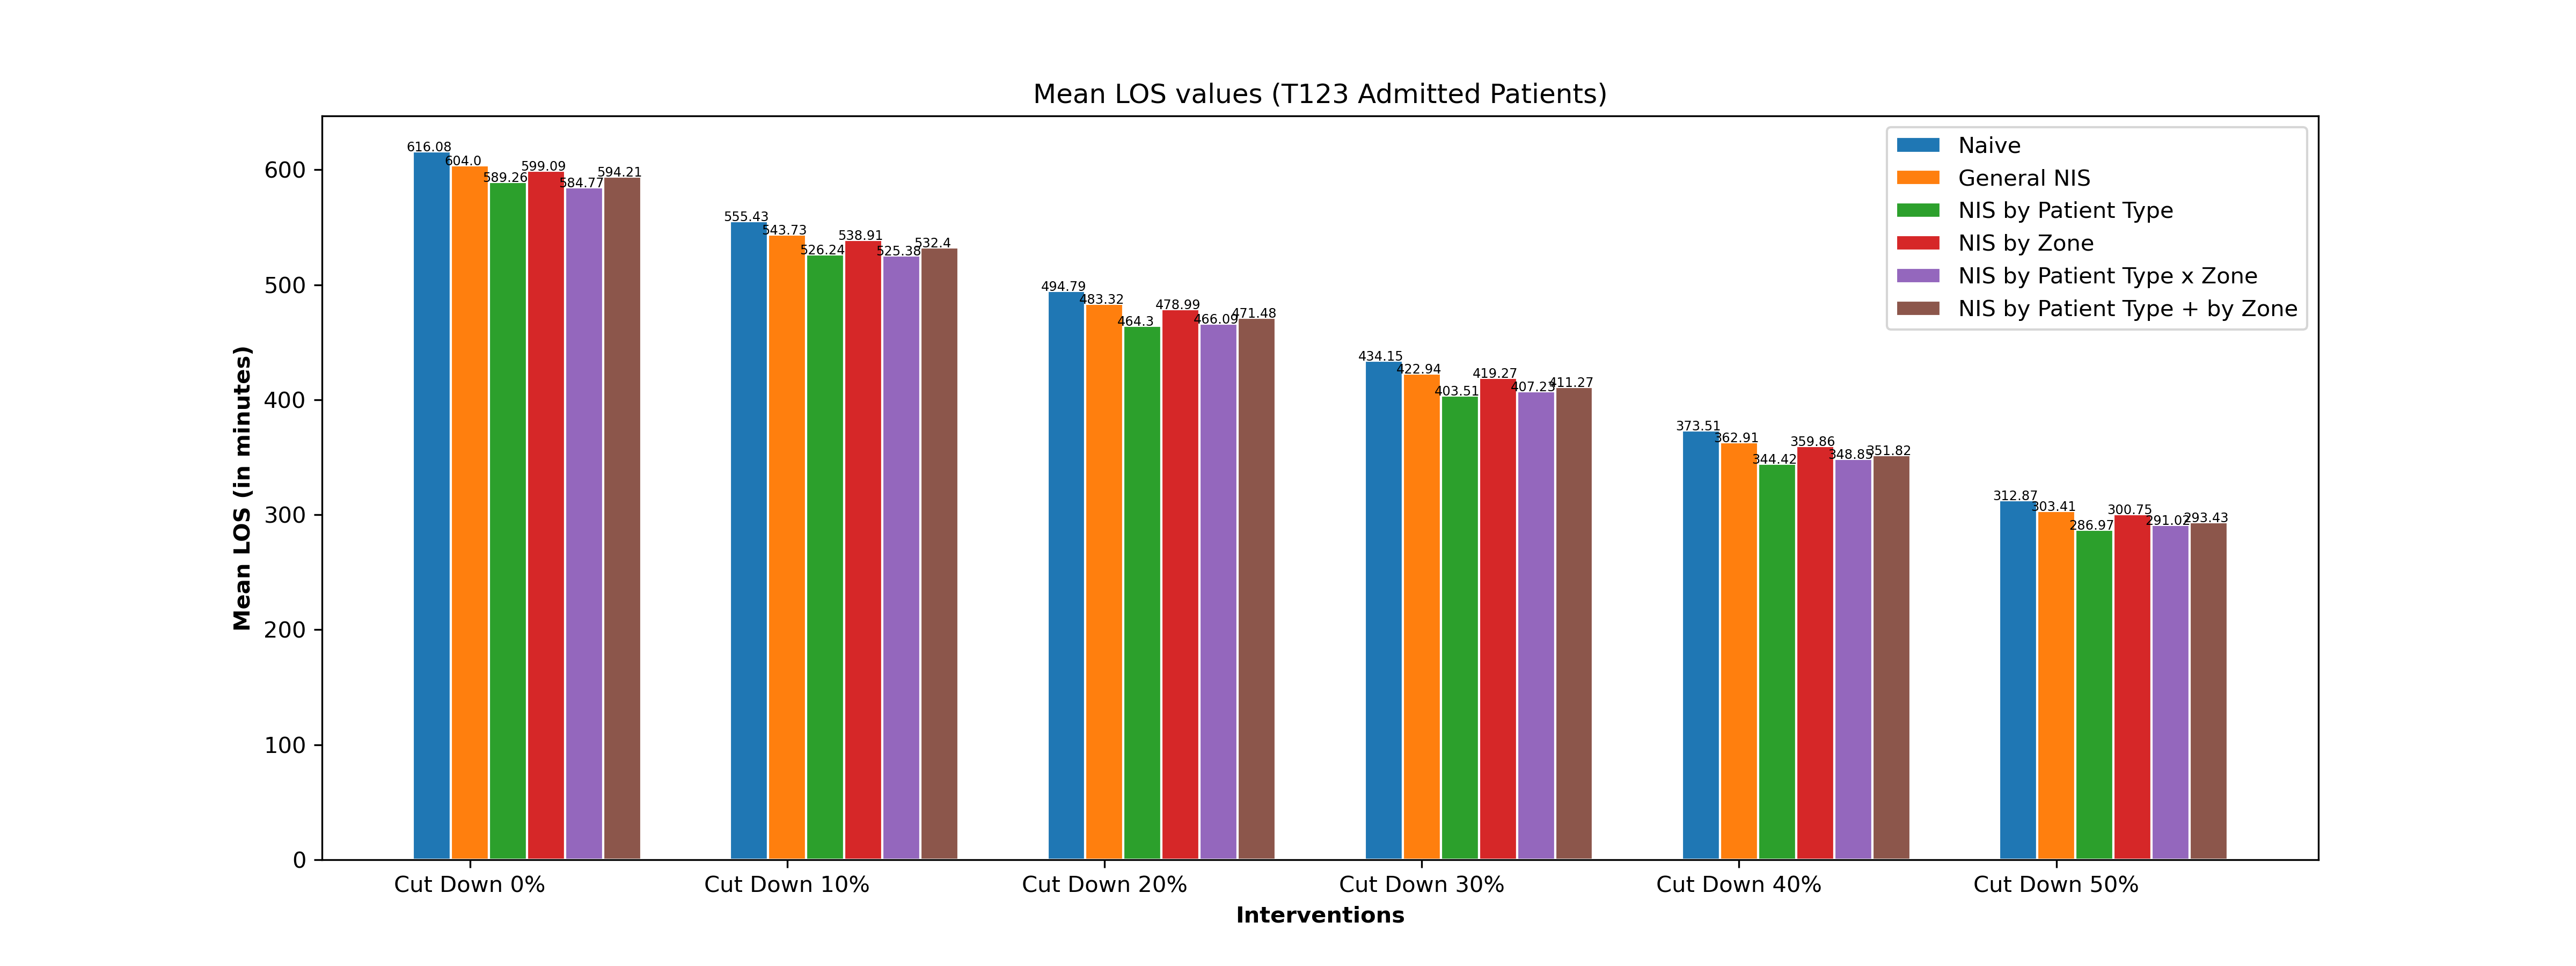 Mean LOS values (T123 Admitted Patients)
Mean LOS (in minutes)
600
500
400
300
200
100
0
616.08
604.0
589.26
599.09
584.77
594.21
555.43
543.73
526.24
538.91
525.38
532.4
494.79
483.32
464.3
478.99
466.09
471.48
434.15
422.94
403.51
419.27
407.23
411.27
373.51
362.91
344.42
359.86
348.85
351.82
312.87
303.41
286.97
300.75
291.02
293.43
Naive
General NIS
NIS by Patient Type
NIS by Zone
NIS by Patient Type x Zone
NIS by Patient Type + by Zone
Cut Down 0%
Cut Down 10%
Cut Down 20%
Cut Down 30%
Cut Down 40%
Cut Down 50%
Interventions